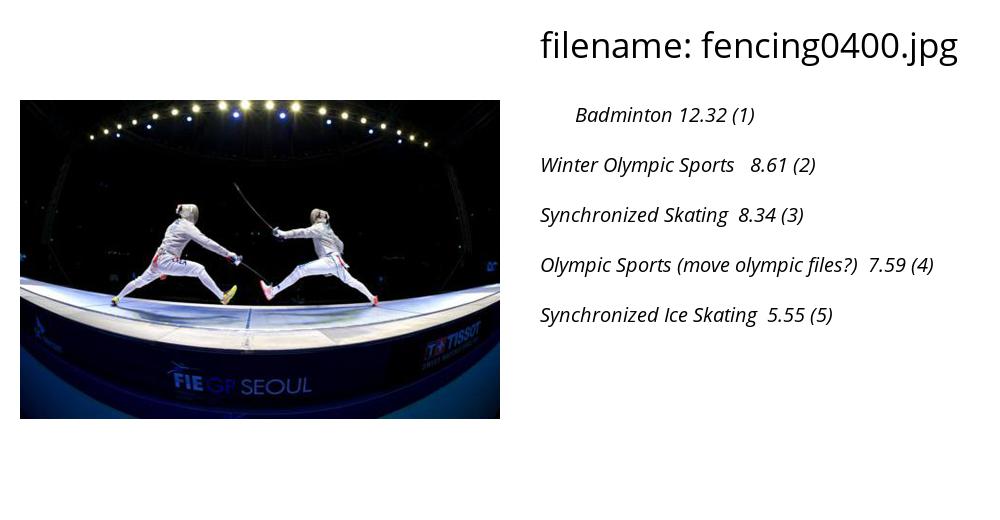 filename: fencing0400.jpg
Badminton 12.32 (1)
Winter Olympic Sports 8.61 (2)
Synchronized Skating 8.34 (3)
Olympic Sports (move olympic files?) 7.59 (4)
Synchronized Ice Skating 5.55 (5)
TISSOT
FIE GP SEOUL